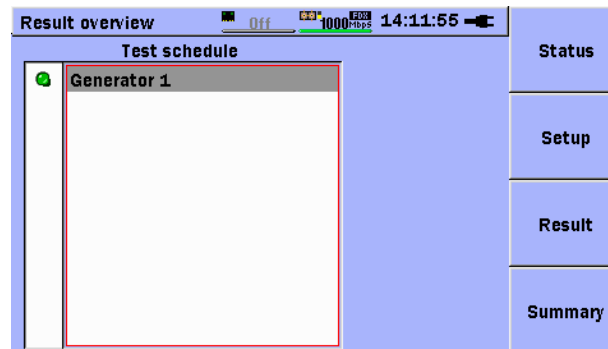 Result overview Off 1000 FDX Mbps 14:11:55
Test schedule
Generator 1
Status
Setup
Result
Summary